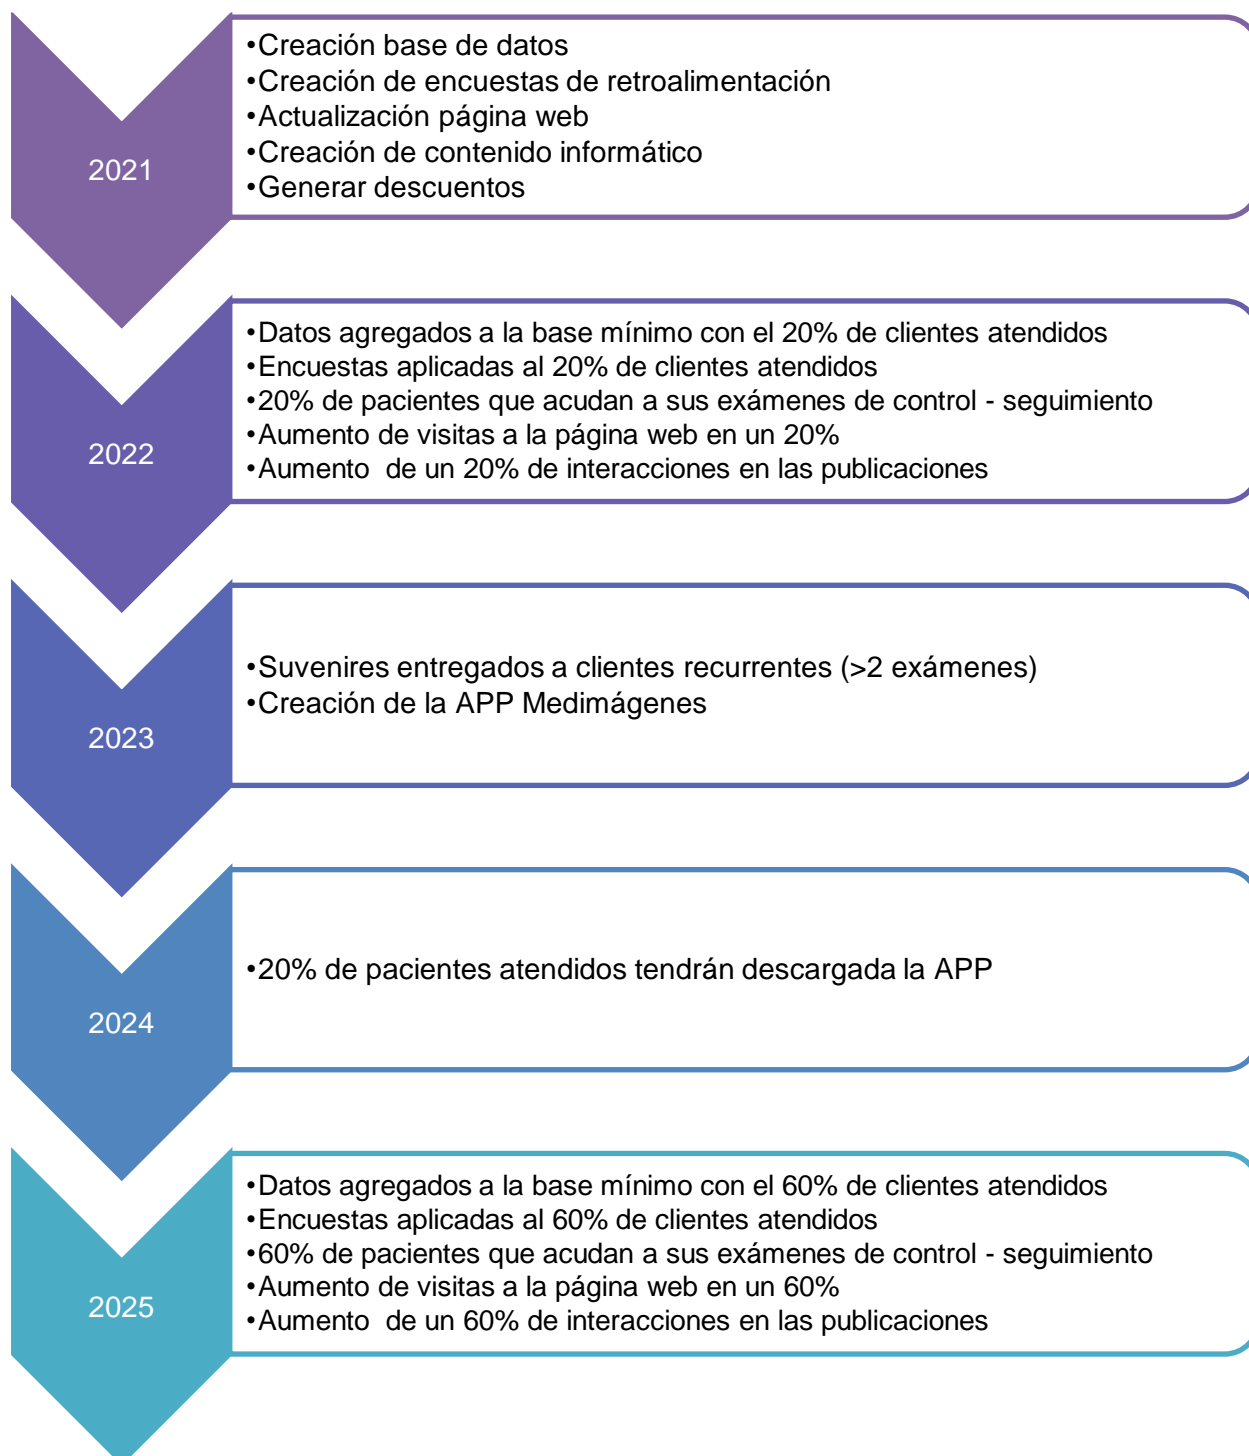 2021
•Creación base de datos
•Creación de encuestas de retroalimentación
•Actualización página web
•Creación de contenido informático
•Generar descuentos
2022
•Datos agregados a la base mínimo con el 20% de clientes atendidos
•Encuestas aplicadas al 20% de clientes atendidos
•20% de pacientes que acudan a sus exámenes de control - seguimiento
•Aumento de visitas a la página web en un 20%
•Aumento  de un 20% de interacciones en las publicaciones
2023
•Suvenires entregados a clientes recurrentes (>2 exámenes)
•Creación de la APP Medimágenes
2024
•20% de pacientes atendidos tendrán descargada la APP
2025
•Datos agregados a la base mínimo con el 60% de clientes atendidos
•Encuestas aplicadas al 60% de clientes atendidos
•60% de pacientes que acudan a sus exámenes de control - seguimiento
•Aumento de visitas a la página web en un 60%
•Aumento  de un 60% de interacciones en las publicaciones